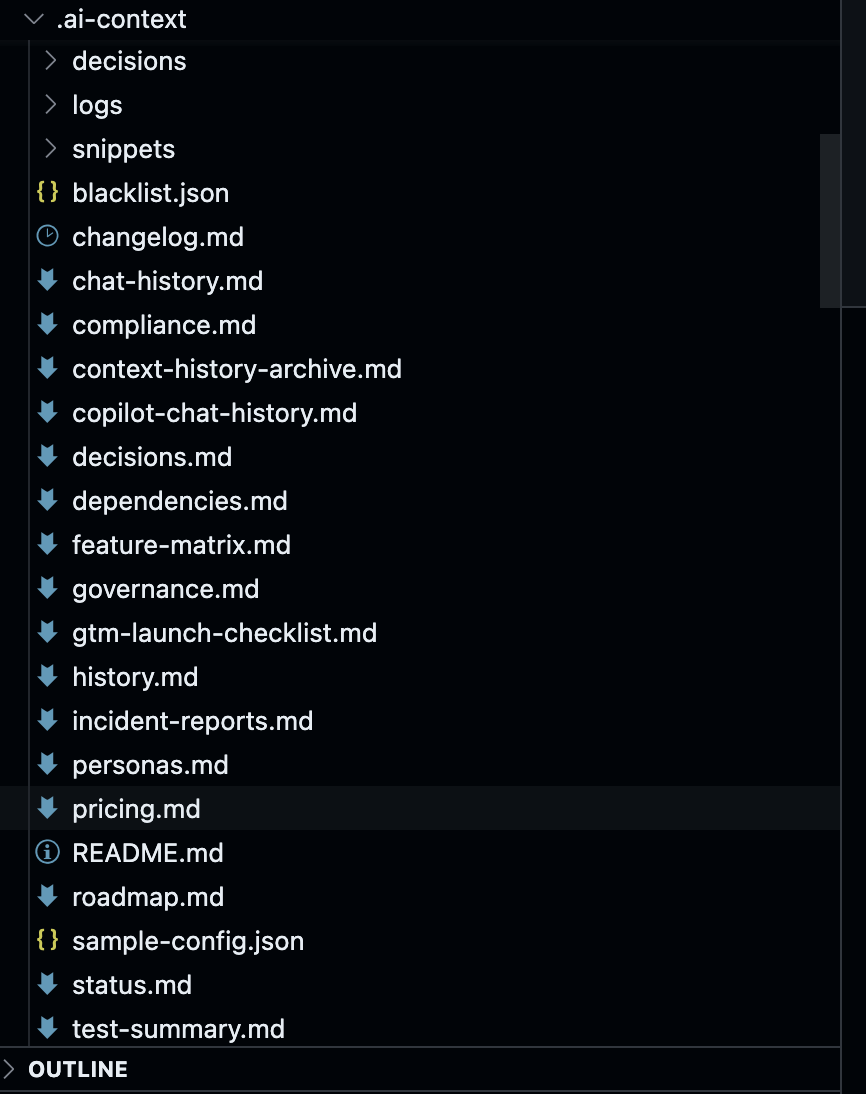 .ai-context
decisions
logs
snippets
blacklist.json
changelog.md
chat-history.md
compliance.md
context-history-archive.md
copilot-chat-history.md
decisions.md
dependencies.md
feature-matrix.md
governance.md
gtm-launch-checklist.md
history.md
incident-reports.md
personas.md
pricing.md
README.md
roadmap.md
sample-config.json
status.md
test-summary.md
OUTLINE